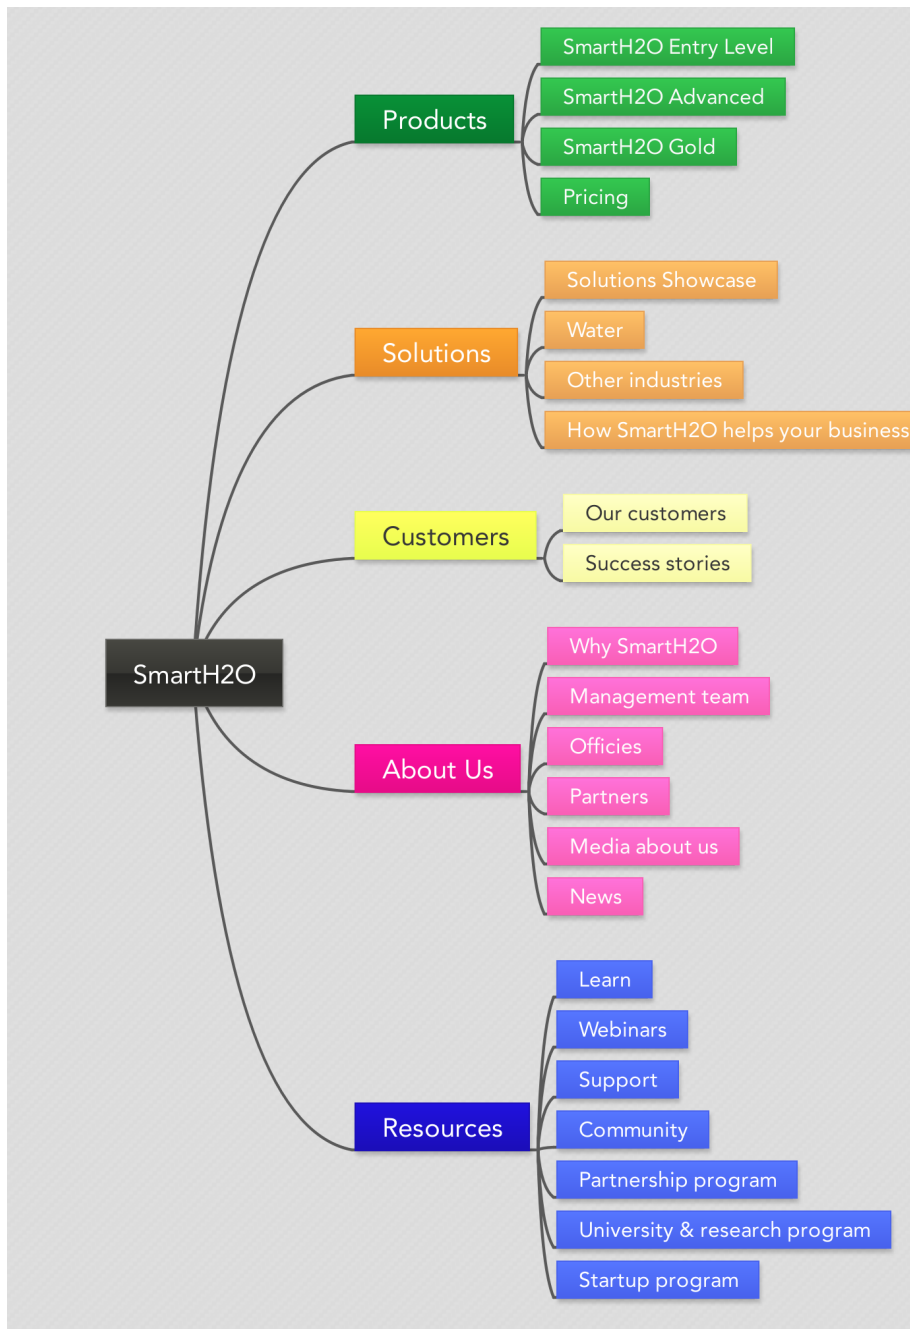 SmartH2O
Products
SmartH2O Entry Level
SmartH2O Advanced
SmartH2O Gold
Pricing
Solutions
Solutions Showcase
Water
Other industries
How SmartH2O helps your business
Customers
Our customers
Success stories
About Us
Why SmartH2O
Management team
Officies
Partners
Media about us
News
Resources
Learn
Webinars
Support
Community
Partnership program
University & research program
Startup program